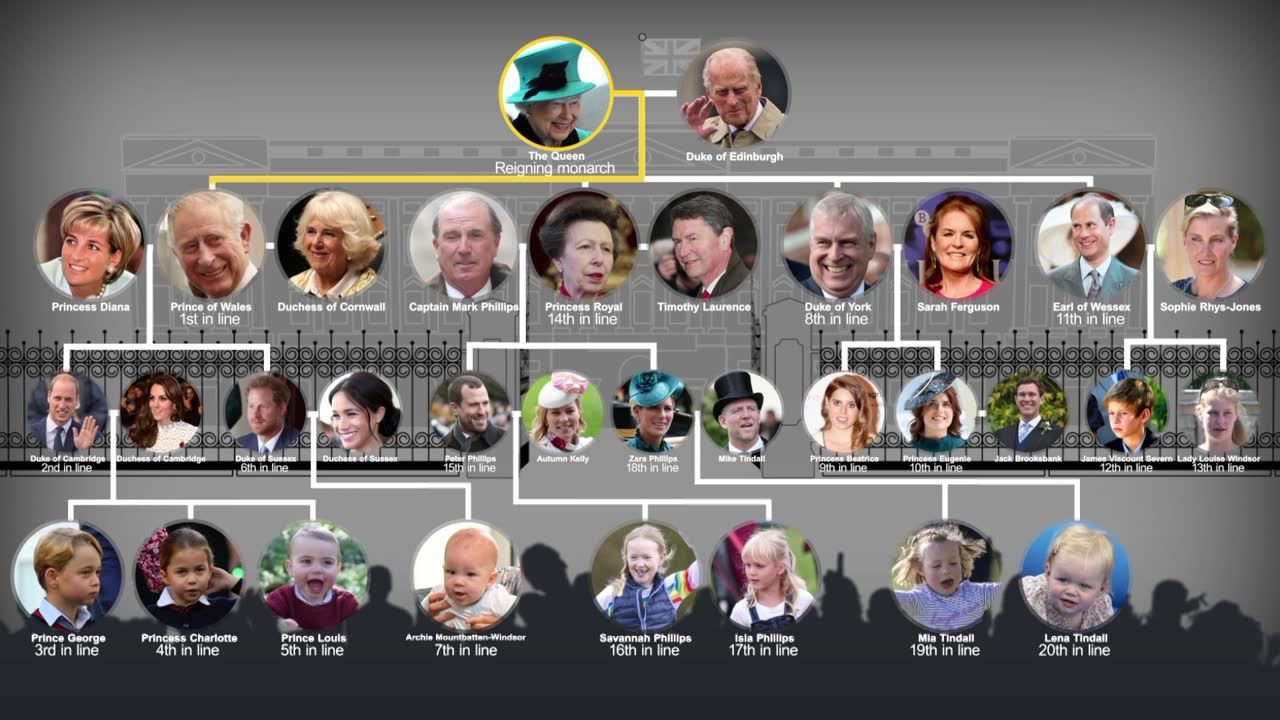 The Queen
Reigning monarch
Duke of Edinburgh
Princess Diana
Prince of Wales
1st in line
Duchess of Cornwall
Captain Mark Phillips
Princess Royal
14th in line
Timothy Laurence
Duke of York
8th in line
Sarah Ferguson
Earl of Wessex
11th in line
Sophie Rhys-Jones
Duke of Cambridge
2nd in line
Duchess of Cambridge
Duke of Sussex
6th in line
Duchess of Sussex
Peter Phillips
15th in line
Autumn Kelly
Zara Phillips
18th in line
Mike Tindall
Princess Beatrice
9th in line
Princess Eugenie
10th in line
Jack Brooksbank
James Viscount Severn
12th in line
Lady Louise Windsor
13th in line
Prince George
3rd in line
Princess Charlotte
4th in line
Prince Louis
5th in line
Archie Mountbatten-Windsor
7th in line
Savannah Phillips
16th in line
Isla Phillips
17th in line
Mia Tindall
19th in line
Lena Tindall
20th in line